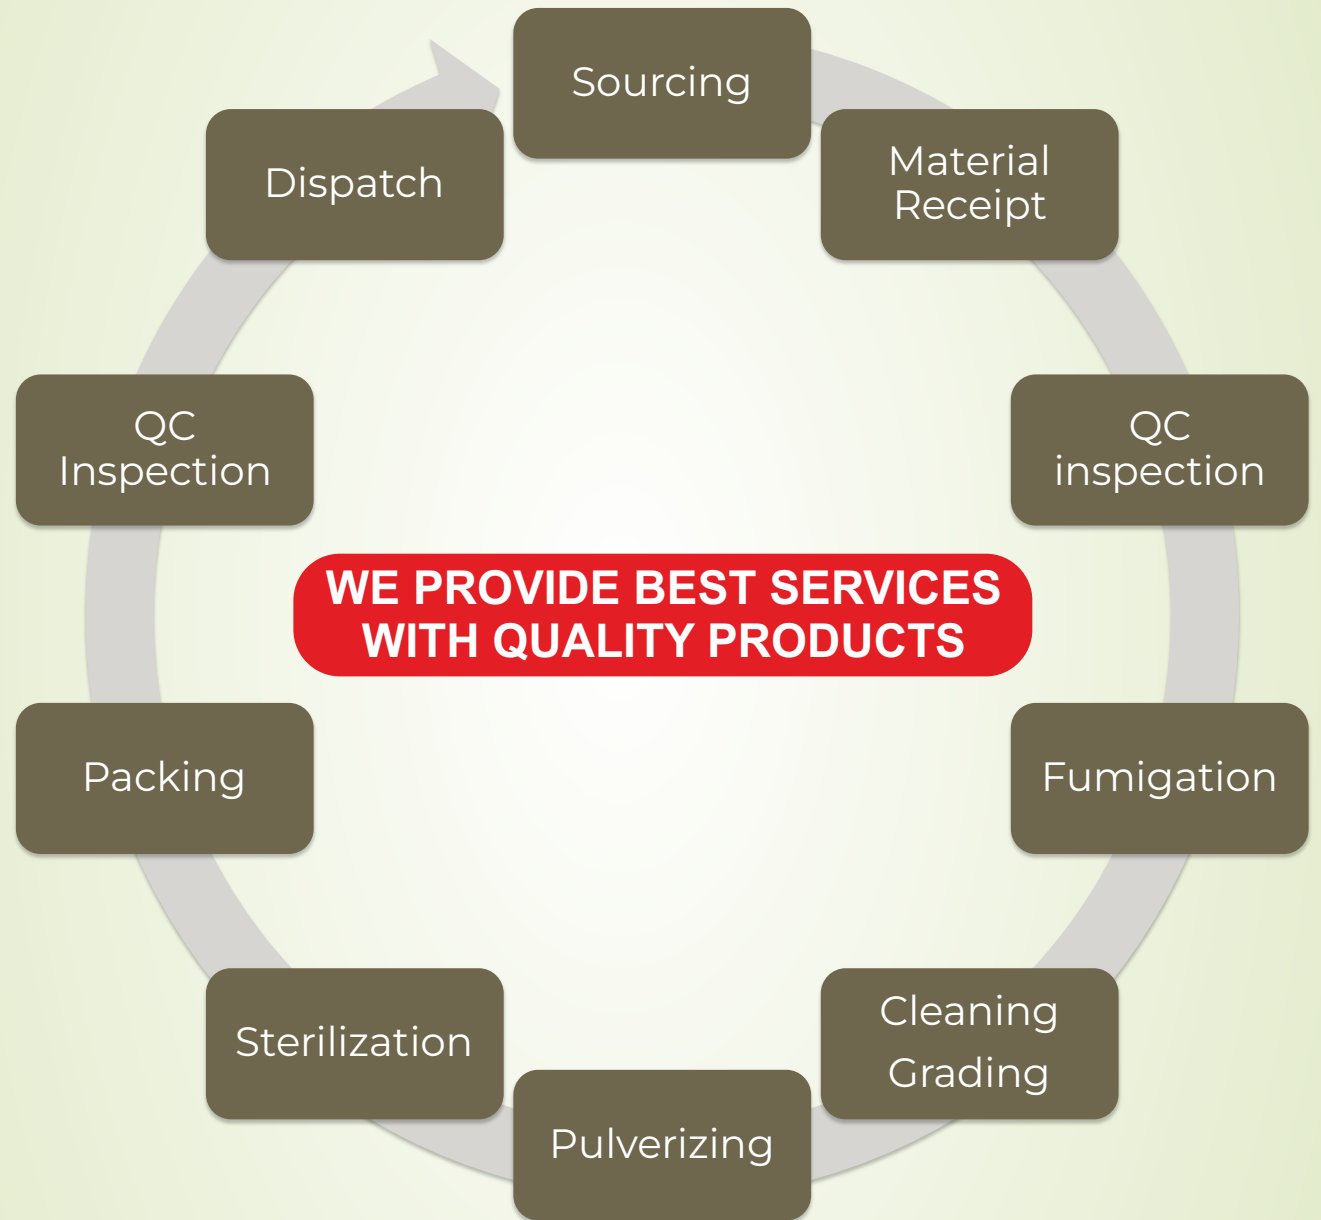 Sourcing
Material
Receipt
QC
inspection
Fumigation
Cleaning
Grading
Pulverizing
Sterilization
Packing
QC
Inspection
Dispatch
WE PROVIDE BEST SERVICES
WITH QUALITY PRODUCTS